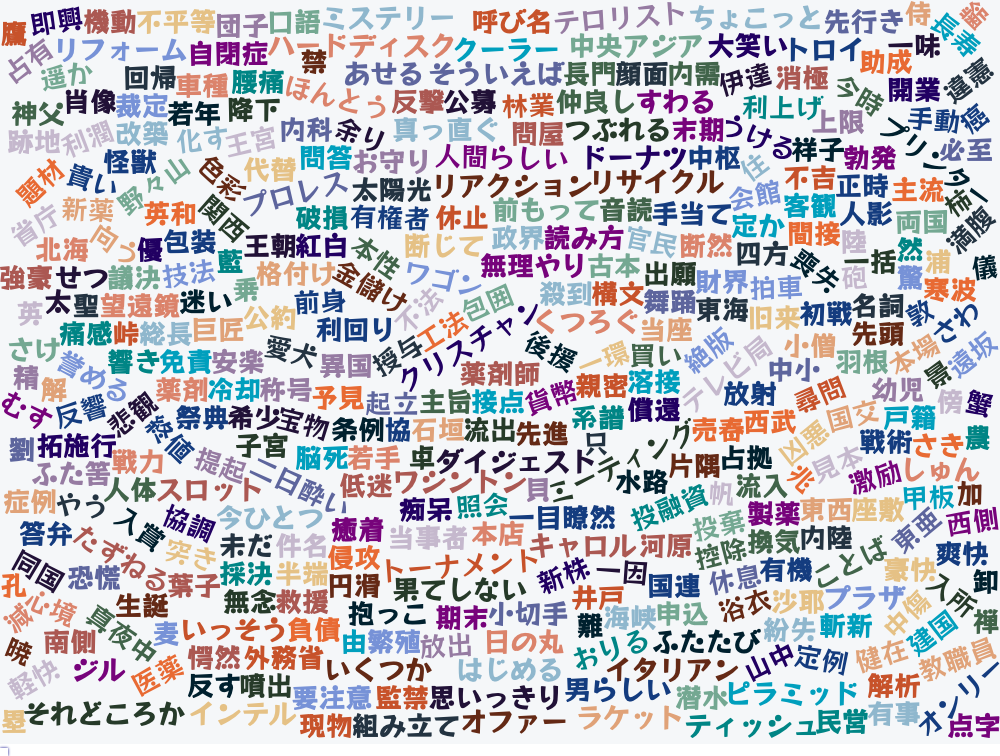 鷹 即興 機動 不平等 団子 口語 ミステリー 呼び名 テロリスト ちょこっと 先行き 侍 長寿 歯
占有 リフォーム 自閉症 禁 ハードディスク クーラー 中央アジア 大笑い トロイ 助成 一味
遥か 回帰 車種 腰痛 ほんとう あせる そういえば 長門 顔面 内需 伊達 消極 今時 開業 違憲
神父 肖像 裁定 若年 降下 反撃 公募 林業 仲良し すわる 利上げ 上限 手動 癌
跡地 利潤 改築 化す 王宮 内科 余り 真っ直ぐ 問屋 つぶれる 末期 うける 祥子 勃発 プリンター 必至
題材 貴い 怪獣 野々山 色彩 代替 問答 お守り 人間らしい ドーナツ 中枢 住 不吉 正時 主流 柿
省庁 新薬 英和 関西 プロレス 太陽光 リアクション リサイクル 会館 客観 人影 両国 満腹
北海 向う 優 包装 藍 破損 有権者 休止 前もって 音読 手当て 定か 間接 陸 然 浦
王朝 紅白 本性 断じて 政界 読み方 官民 断然 四方 喪失 一括 驚 儀
強豪 せつ 議決 技法 乗 格付け 金儲け ワゴン 無理やり 古本 出願 財界 拍車 砲 寒波
英 太 聖 望遠鏡 迷い 公約 前身 不法 包囲 殺到 構文 舞踊 東海 旧来 初戦 名詞 敦 さわ
さけ 痛感 峠 総長 巨匠 利回り 授与 工法 クリスチャン くつろぐ 当座 絶版 先頭
誉める 響き 免責 安楽 愛犬 異国 後援 一環 買い テレビ局 中小 小僧 羽根 本場 景 遠坂
精 解 薬剤 冷却 称号 予見 起立 主旨 接点 薬剤師 貨幣 親密 溶接 放射 尋問 幼児 傍 蟹
むす 反響 悲観 祭典 希少 宝物 条例 協 石垣 流出 先進 系譜 償還 売春 西武 国交 戸籍
劉 拓 施行 愁 値 子宮 脳死 若手 卓 ダイジェスト 只 ミーティング 片隅 占拠 凶悪 戦術 さき 農
ふた 筈 戦力 提起 二日酔い 低迷 ワシントン 貝 水路 見本 激励 しゅん
症例 やう 人体 スロット 痴呆 照会 一目瞭然 投融資 帆 流入 光 東西 座敷 甲板 加
答弁 入賞 協調 今ひとつ 癒着 当事者 本店 投棄 製薬 東亜 西側
たずねる 突き 未だ 件名 侵攻 トーナメント キャロル 河原 控除 換気 内陸 ことば 爽快
同国 孔 恐慌 葉子 採決 半端 円滑 果てしない 新株 一因 国連 休息 有機 豪快 入所 卸
減 心境 生誕 無念 救援 抱っこ 期末 小切手 井戸 難 海峡 申込 浴衣 沙耶 プラザ 中傷 禅
暁 南側 真夜中 麦 いっそう 負債 由 繁殖 放出 日の丸 おりる ふたたび 紛失 斬新 建国
軽快 ジル 医薬 愕然 外務省 いくつか はじめる イタリアン 山中 定例 健在 教職員
反す 噴出 要注意 監禁 思いっきり 男らしい 潜水 ピラミッド 解析 オンリー
塁 それどころか インテル 現物 組み立て オファー ラケット ティッシュ 民営 有事 点字